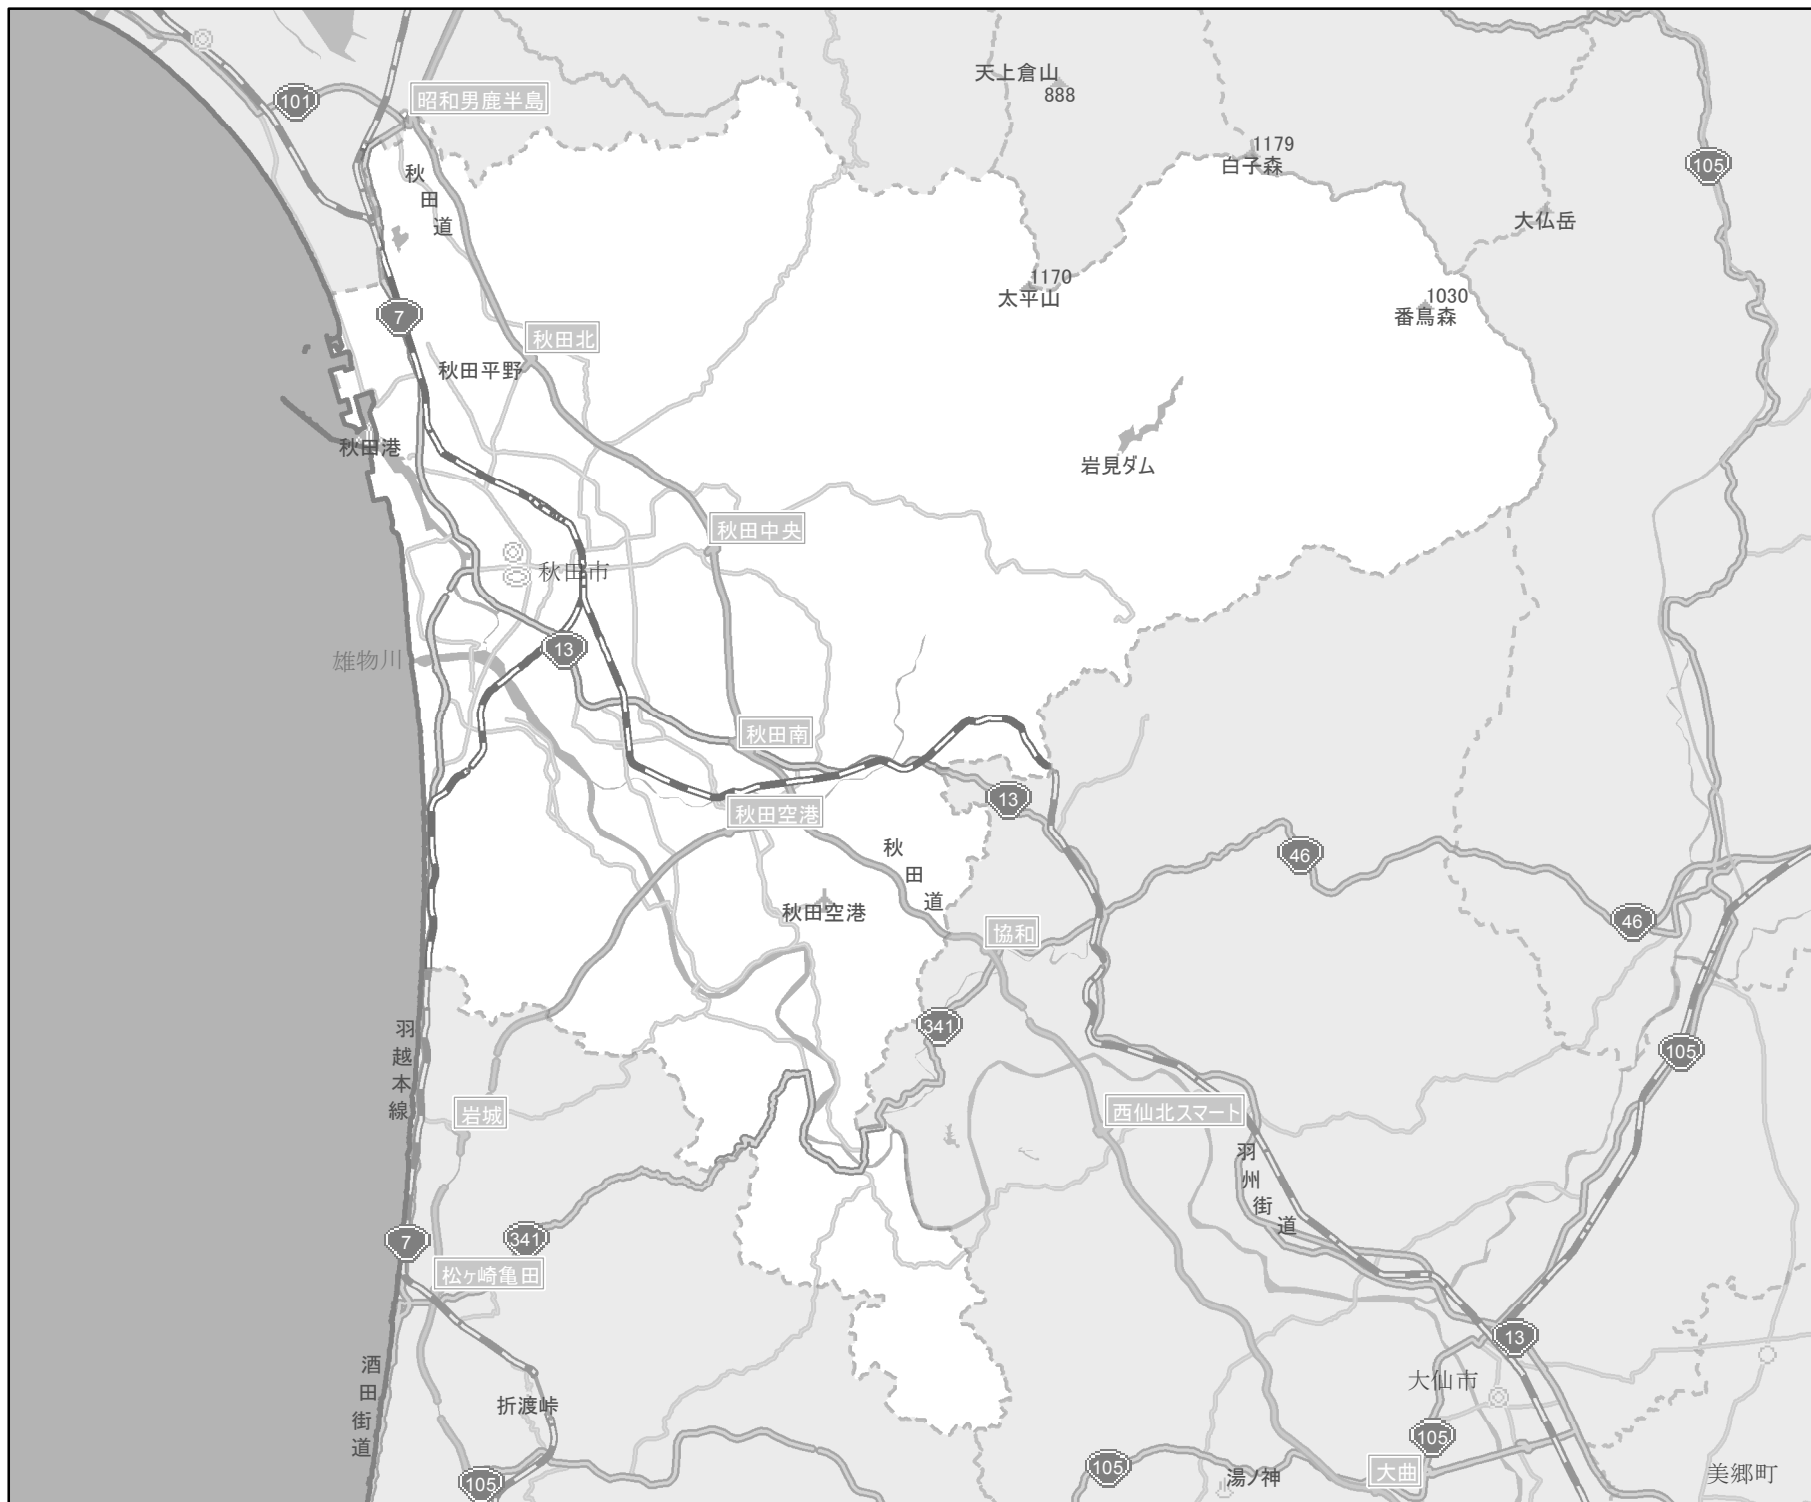 天上倉山
888
101
昭和男鹿半島
1179
白子森
105
秋田道
大仏岳
1170
太平山
1030
番鳥森
7
秋田北
秋田平野
秋田港
岩見ダム
秋田中央
秋田市
13
雄物川
秋田南
13
秋田空港
46
秋田道
秋田空港
46
協和
341
羽越本線
105
岩城
西仙北スマート
羽州街道
7
341
松ヶ崎亀田
13
酒田街道
大仙市
折渡峠
105
105
105
湯ノ神
大曲
美郷町